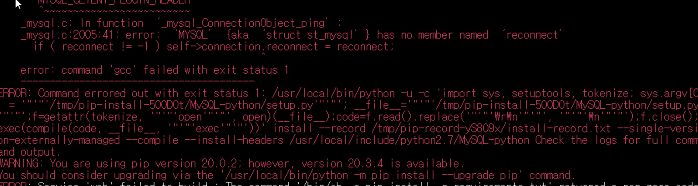 MYSQL_CLIENT_PLUGIN_HEADER
^~~~~~~~~~~~~~~~~~~~~~~~~~
_mysql.c: In function '_mysql_ConnectionObject_ping' :
_mysql.c:2005:41: error: 'MYSQL' {aka 'struct st_mysql' } has no member named 'reconnect'
if ( reconnect != -1 ) self->connection.reconnect = reconnect;
^
error: command 'gcc' failed with exit status 1
----------------------------------------
ERROR: Command errored out with exit status 1: /usr/local/bin/python -u -c 'import sys, setuptools, tokenize; sys.argv[0
= '"'"'/tmp/pip-install-500D0t/MySQL-python/setup.py'"'"'; __file__='"'"'/tmp/pip-install-500D0t/MySQL-python/setup.py'"'
"';f=getattr(tokenize, '"'"'open'"'"', open)(__file__);code=f.read().replace('"'"'₩r₩n'"'"', '"'"'₩n'"'"');f.close();
exec(compile(code, __file__, '"'"'exec'"'"'))' install --record /tmp/pip-record-yS809x/install-record.txt --single-versio
n-externally-managed --compile --install-headers /usr/local/include/python2.7/MySQL-python Check the logs for full comm
and output.
WARNING: You are using pip version 20.0.2; however, version 20.3.4 is available.
You should consider upgrading via the '/usr/local/bin/python -m pip install --upgrade pip' command.
ERROR: Service 'web' failed to build : The command '/bin/sh -c pip install -r requirements.txt' returned a non-zero code: